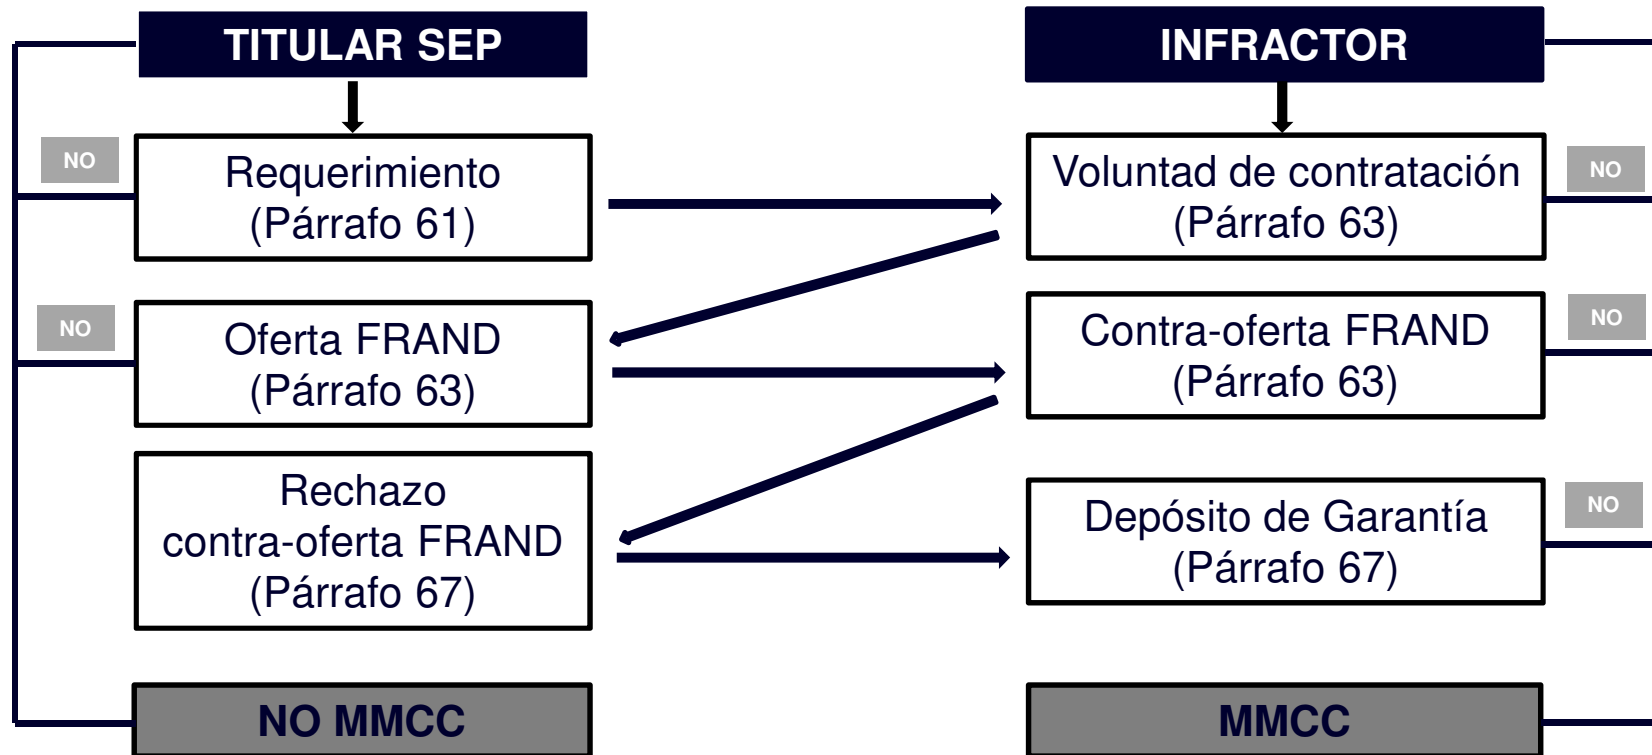 TITULAR SEP
INFRACTOR
NO
Requerimiento
(Párrafo 61)
Voluntad de contratación
(Párrafo 63)
NO
NO
Oferta FRAND
(Párrafo 63)
Contra-oferta FRAND
(Párrafo 63)
NO
Rechazo
contra-oferta FRAND
(Párrafo 67)
Depósito de Garantía
(Párrafo 67)
NO
NO MMCC
MMCC